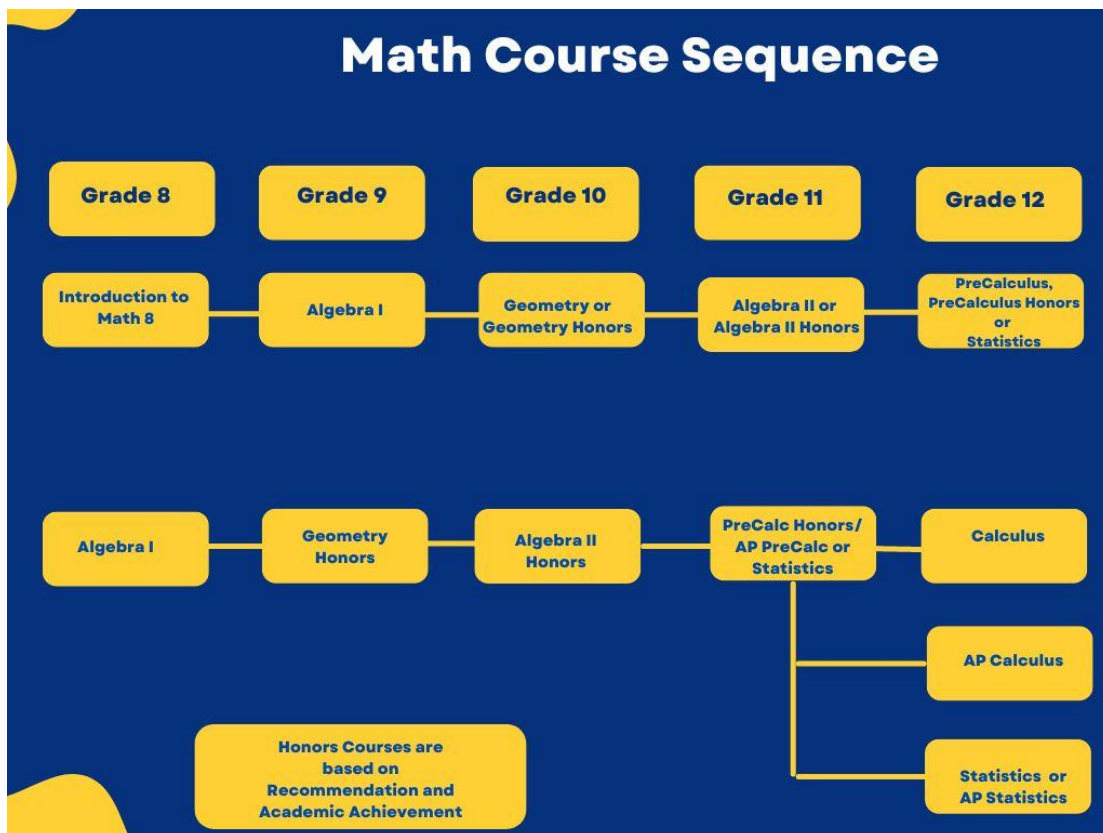 Math Course Sequence
Grade 8
Grade 9
Grade 10
Grade 11
Grade 12
Introduction to
Math 8
Algebra I
Geometry or
Geometry Honors
Algebra II or
Algebra II Honors
PreCalculus,
PreCalculus Honors
or
Statistics
Algebra I
Geometry
Honors
Algebra II
Honors
PreCalc Honors/
AP PreCalc or
Statistics
Calculus
AP Calculus
Statistics or
AP Statistics
Honors Courses are
based on
Recommendation and
Academic Achievement